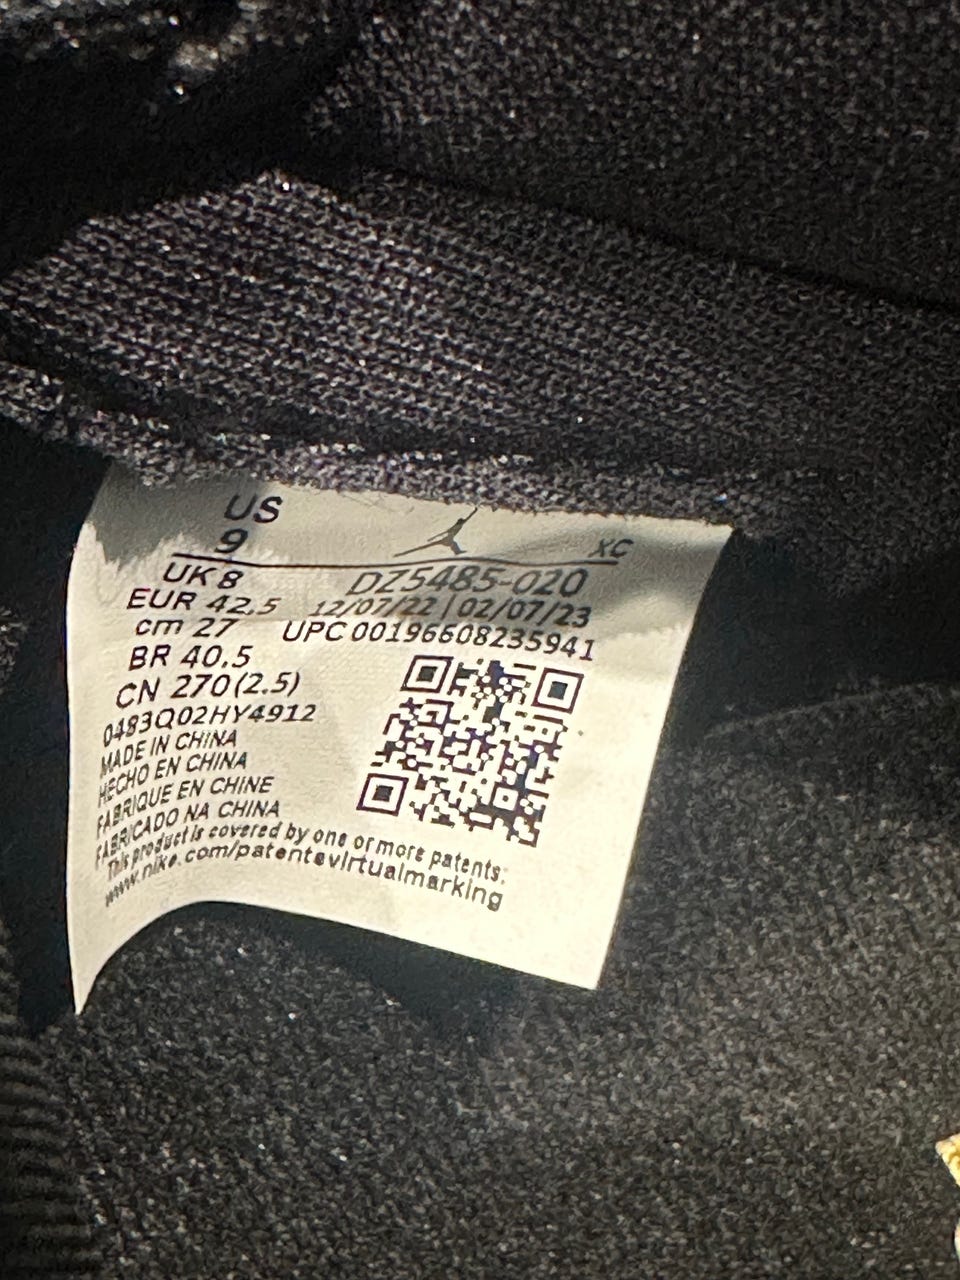 US
9
XC
UK 8
DZ5485-020
EUR 42.5
12/07/22 | 02/07/23
cm 27
UPC 00196608235941
BR 40.5
CN 270(2.5)
0483Q02HY4912
MADE IN CHINA
HECHO EN CHINA
FABRIQUE EN CHINE
FABRICADO NA CHINA
This product is covered by one or more patents:
www.nike.com/patentsvirtualmarking